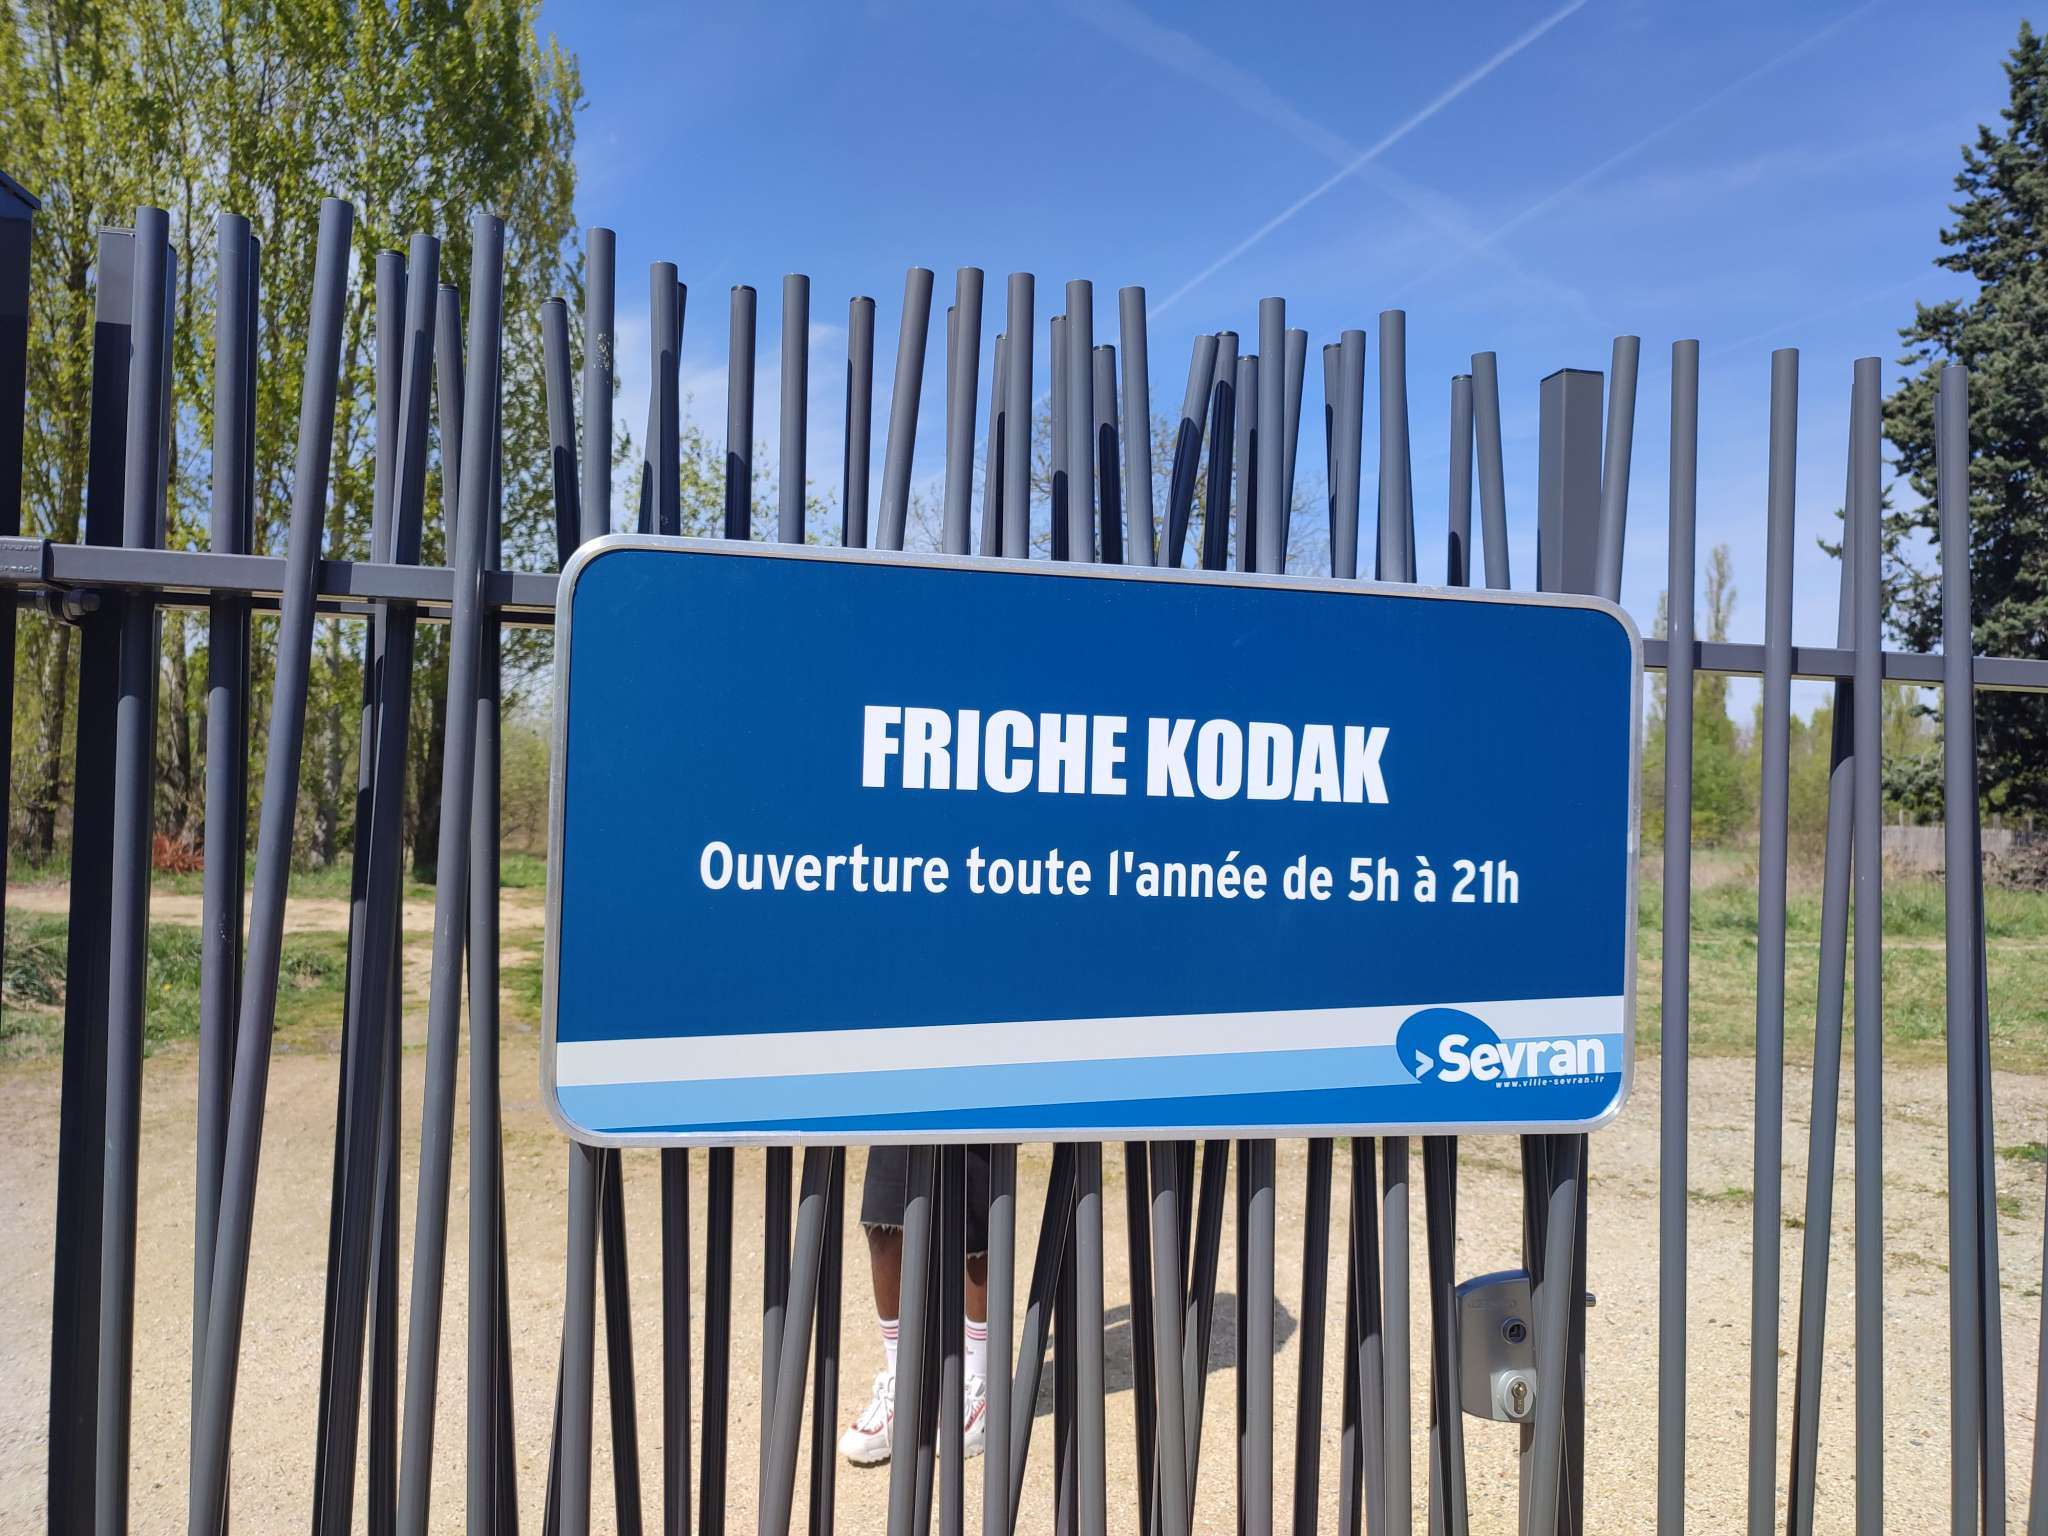 FRICHE KODAK
Ouverture toute l'année de 5h à 21h
>Sevran
www.ville-sevran.fr